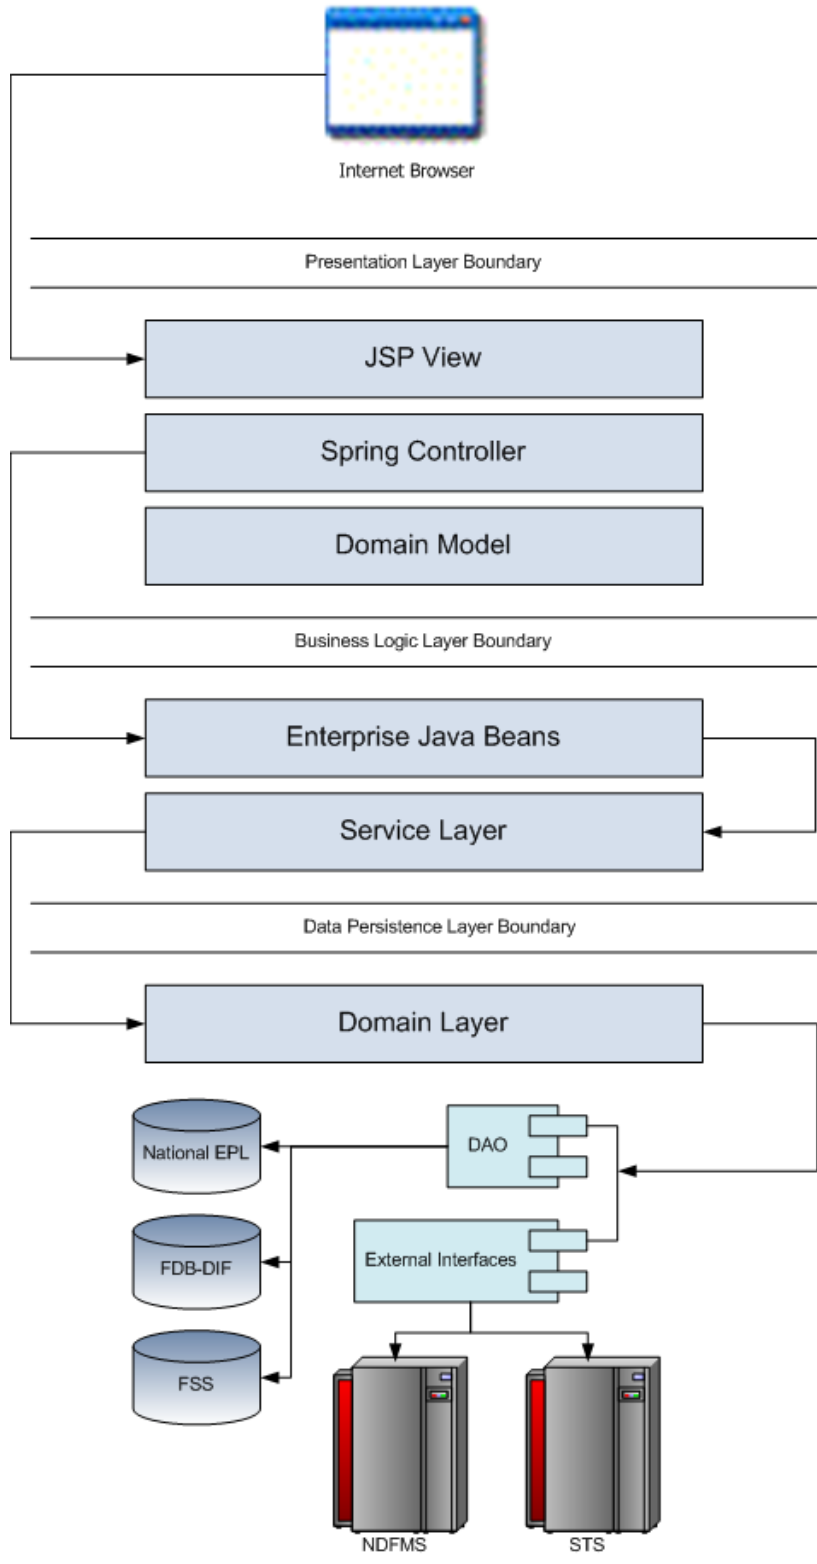 Internet Browser
Presentation Layer Boundary
JSP View
Spring Controller
Domain Model
Business Logic Layer Boundary
Enterprise Java Beans
Service Layer
Data Persistence Layer Boundary
Domain Layer
National EPL
DAO
FDB-DIF
External Interfaces
FSS
NDFMS
STS